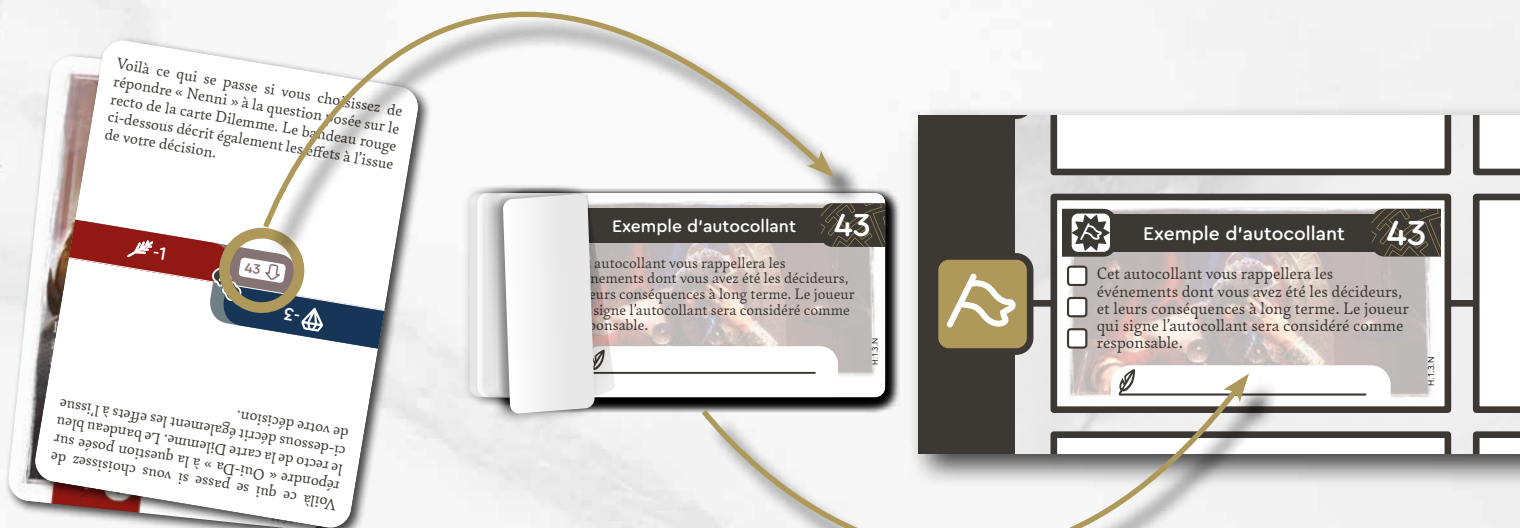 Voilà ce qui se passe si vous choisissez de
répondre « Nenni » à la question posée sur le
recto de la carte Dilemme. Le bandeau rouge
ci-dessous décrit également les effets à l'issue
de votre décision.
-1
43
-3
Voilà ce qui se passe si vous choisissez de
répondre « Oui-Da » à la question posée sur
le recto de la carte Dilemme. Le bandeau bleu
ci-dessous décrit également les effets à l'issue
de votre décision.
Exemple d'autocollant 43
autocollant vous rappellera les
nements dont vous avez été les décideurs,
eurs conséquences à long terme. Le joueur
signe l'autocollant sera considéré comme
ponsable.
H.1.3.N
Exemple d'autocollant 43
Cet autocollant vous rappellera les
événements dont vous avez été les décideurs,
et leurs conséquences à long terme. Le joueur
qui signe l'autocollant sera considéré comme
responsable.
H.1.3.N